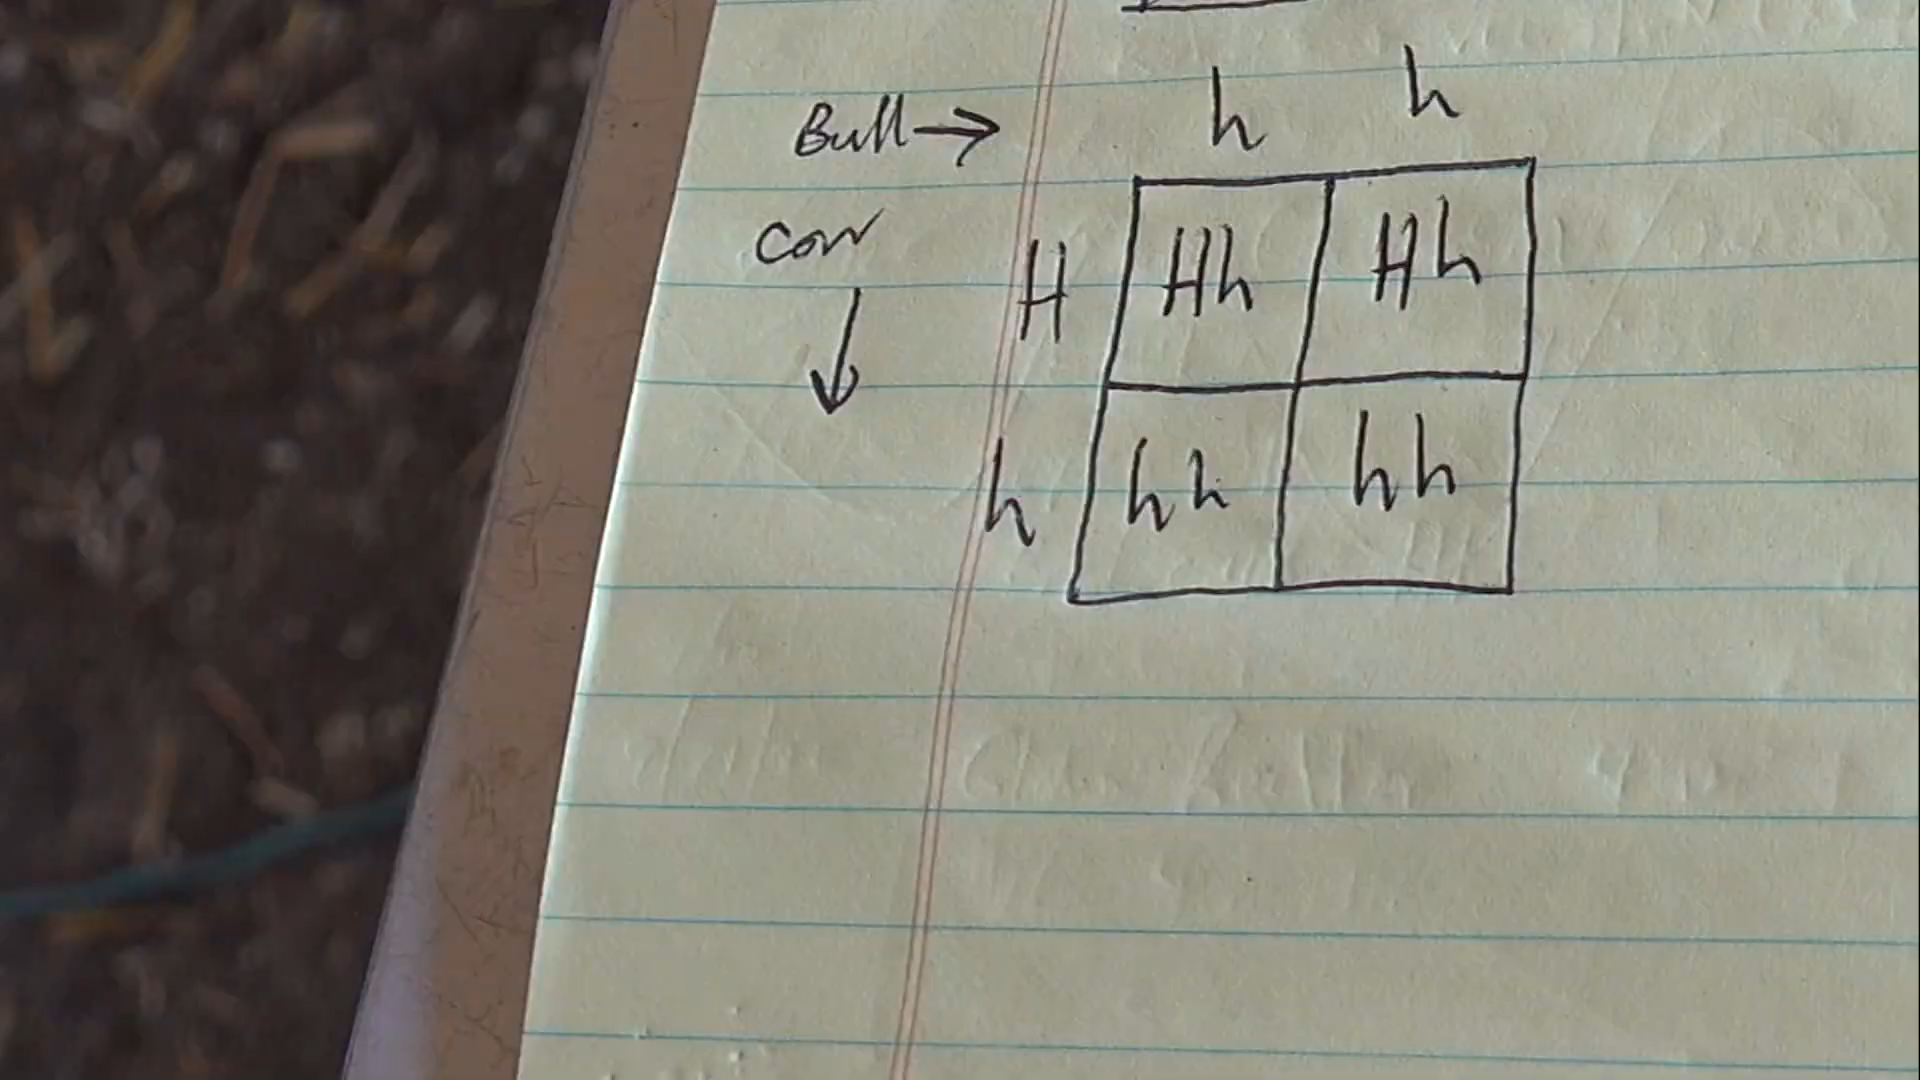 h h
Bull →
Cow
H Hh Hh
h hh hh